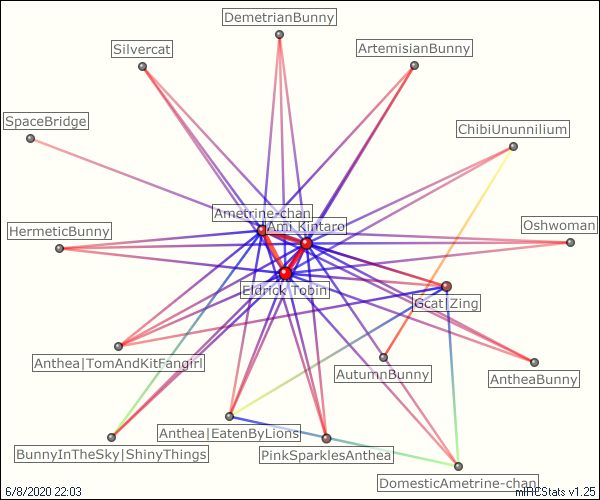 DemetrianBunny
Silvercat
ArtemisianBunny
SpaceBridge
ChibiUnunnilium
Ametrine-chan
Ami Kintaro
HermeticBunny
Oshwoman
Eldrick Tobin
Gcat|Zing
Anthea|TomAndKitFangirl
AutumnBunny
AntheaBunny
Anthea|EatenByLions
BunnyInTheSky|ShinyThings
PinkSparklesAnthea
DomesticAmetrine-chan
6/8/2020 22:03
mIRCStats v1.25